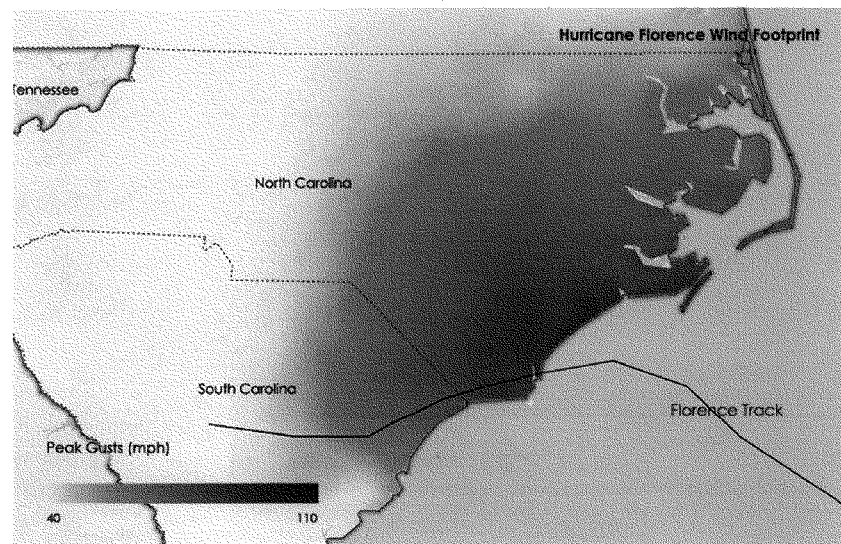 Hurricane Florence Wind Footprint
Tennessee
North Carolina
South Carolina
Florence Track
Peak Gusts (mph)
40 110